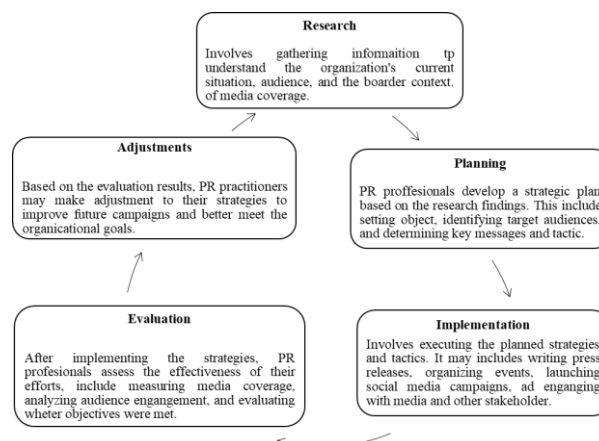 Research
Involves gathering informaition tp
understand the organization's current
situation, audience, and the boarder context.
of media coverage.
Adjustments
Based on the evaluation results, PR practitioners
may make adjustment to their strategies to
improve future campaigns and better meet the
organicational goals.
Planning
PR proffesionals develop a strategic plan
based on the research findings. This include
setting object, identifying target audiences,
and determining key messages and tactic.
Evaluation
After implementing the strategies, PR
profesionals assess the effectiveness of their
efforts, include measuring media coverage,
analyzing audience engangement, and evaluating
wheter objectives were met.
Implementation
Involves executing the planned strategies
and tactics. It may includes writing press
releases, organizing events, launching
social media campaigns, ad enganging
with media and other stakeholder.